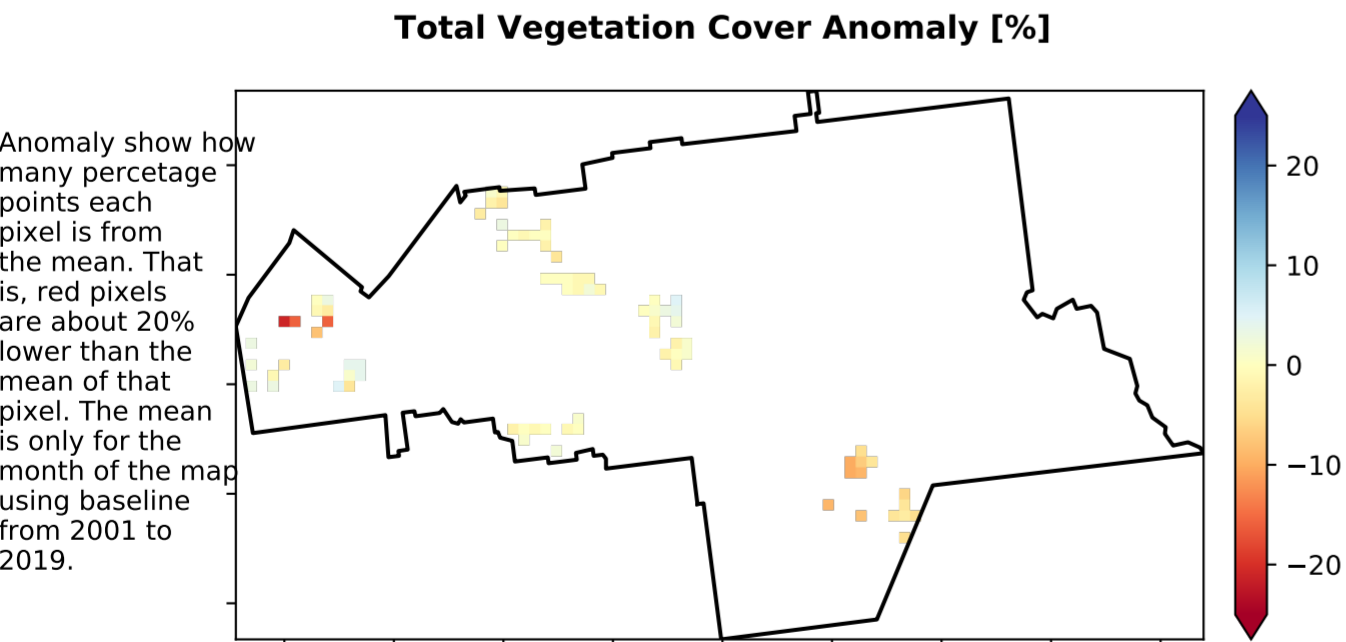 Total Vegetation Cover Anomaly [%]
Anomaly show how
many percetage
points each
pixel is from
the mean. That
is, red pixels
are about 20%
lower than the
mean of that
pixel. The mean
is only for the
month of the map
using baseline
from 2001 to
2019.
20
10
0
−10
−20